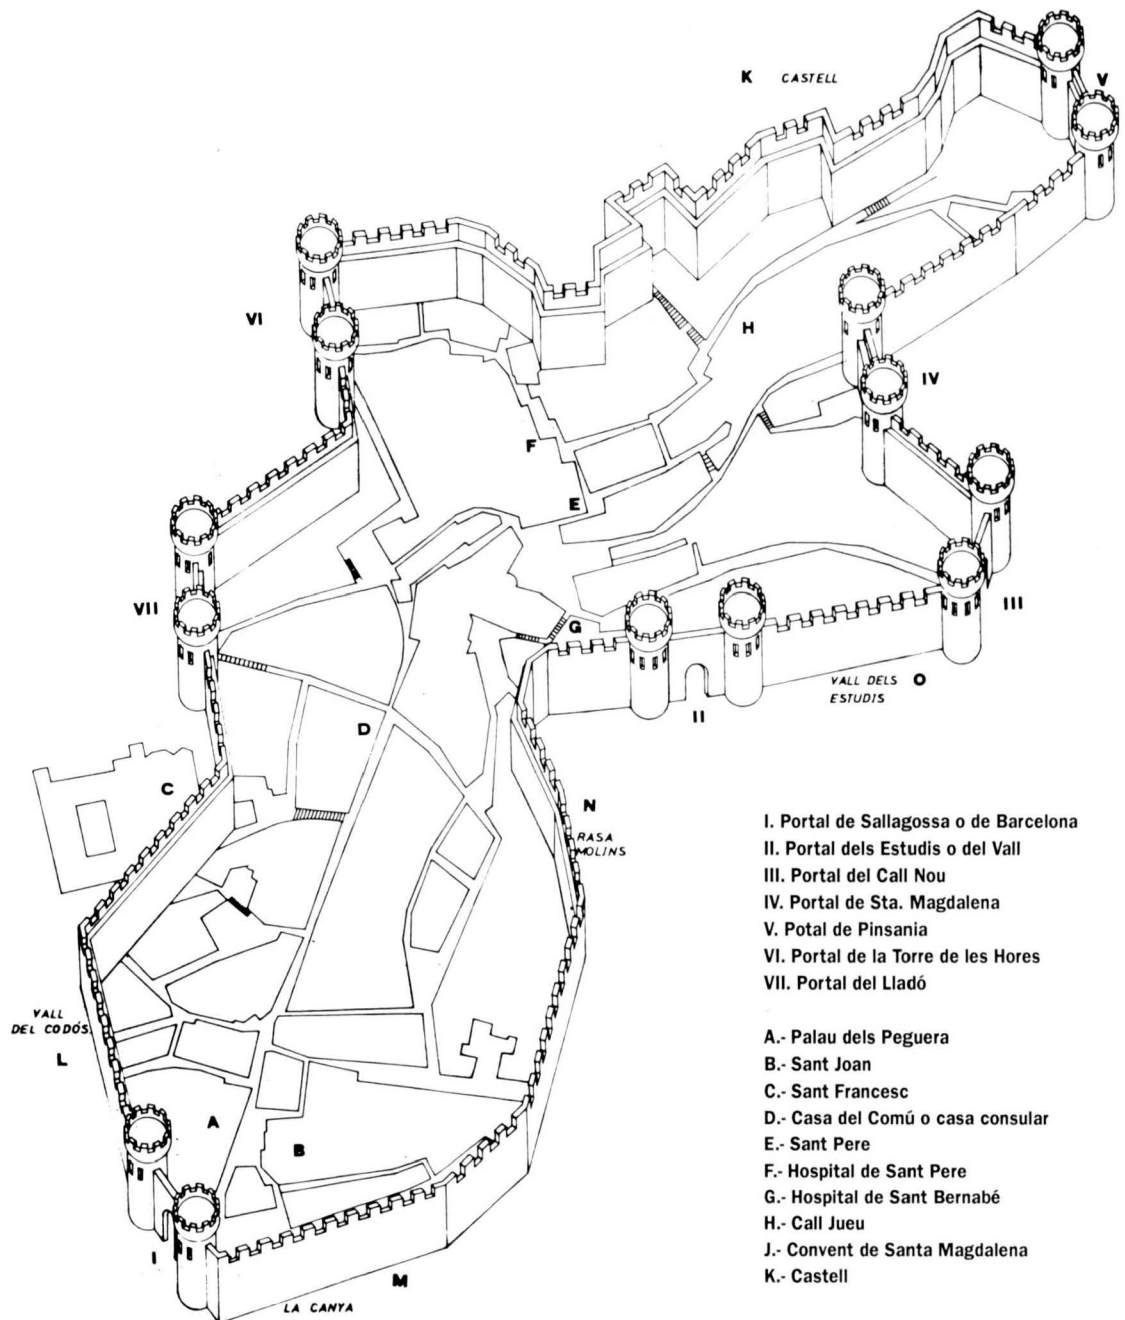 K CASTELL
V
VI
H
IV
F
E
VII
G
III
VALL DELS O
ESTUDIS
II
D
C
N
RASA
MOLINS
I. Portal de Sallagossa o de Barcelona
II. Portal dels Estudis o del Vall
III. Portal del Call Nou
IV. Portal de Sta. Magdalena
V. Potal de Pinsania
VI. Portal de la Torre de les Hores
VII. Portal del Lladó
VALL
DEL CODÓS
L
A.- Palau dels Peguera
B.- Sant Joan
C.- Sant Francesc
D.- Casa del Comú o casa consular
E.- Sant Pere
F.- Hospital de Sant Pere
G.- Hospital de Sant Bernabé
H.- Call Jueu
J.- Convent de Santa Magdalena
K.- Castell
A
B
I
M
LA CANYA